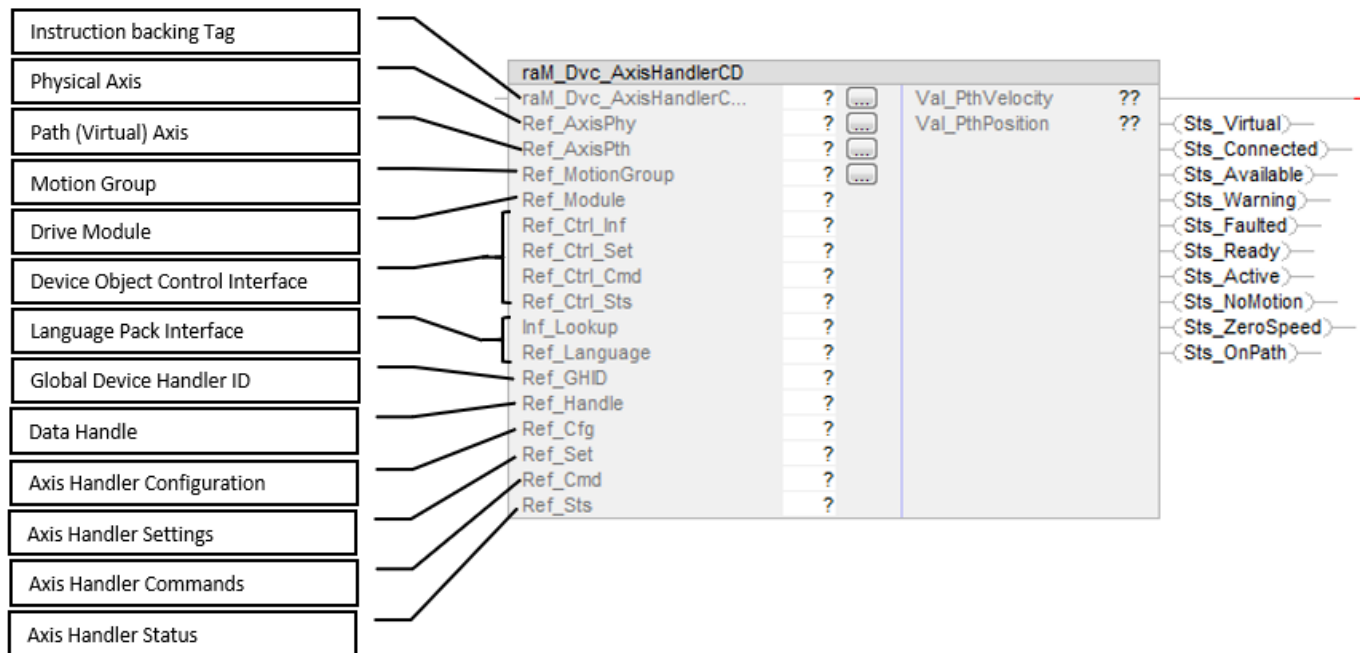 Instruction backing Tag
Physical Axis
Path (Virtual) Axis
Motion Group
Drive Module
Device Object Control Interface
Language Pack Interface
Global Device Handler ID
Data Handle
Axis Handler Configuration
Axis Handler Settings
Axis Handler Commands
Axis Handler Status
raM_Dvc_AxisHandlerCD
raM_Dvc_AxisHandlerC... ? ... Val_PthVelocity ??
Ref_AxisPhy ? ... Val_PthPosition ?? Sts_Virtual
Ref_AxisPth ? ... Sts_Connected
Ref_MotionGroup ? ... Sts_Available
Ref_Module ? Sts_Warning
Ref_Ctrl_Inf ? Sts_Faulted
Ref_Ctrl_Set ? Sts_Ready
Ref_Ctrl_Cmd ? Sts_Active
Ref_Ctrl_Sts ? Sts_NoMotion
Inf_Lookup ? Sts_ZeroSpeed
Ref_Language ? Sts_OnPath
Ref_GHID ?
Ref_Handle ?
Ref_Cfg ?
Ref_Set ?
Ref_Cmd ?
Ref_Sts ?